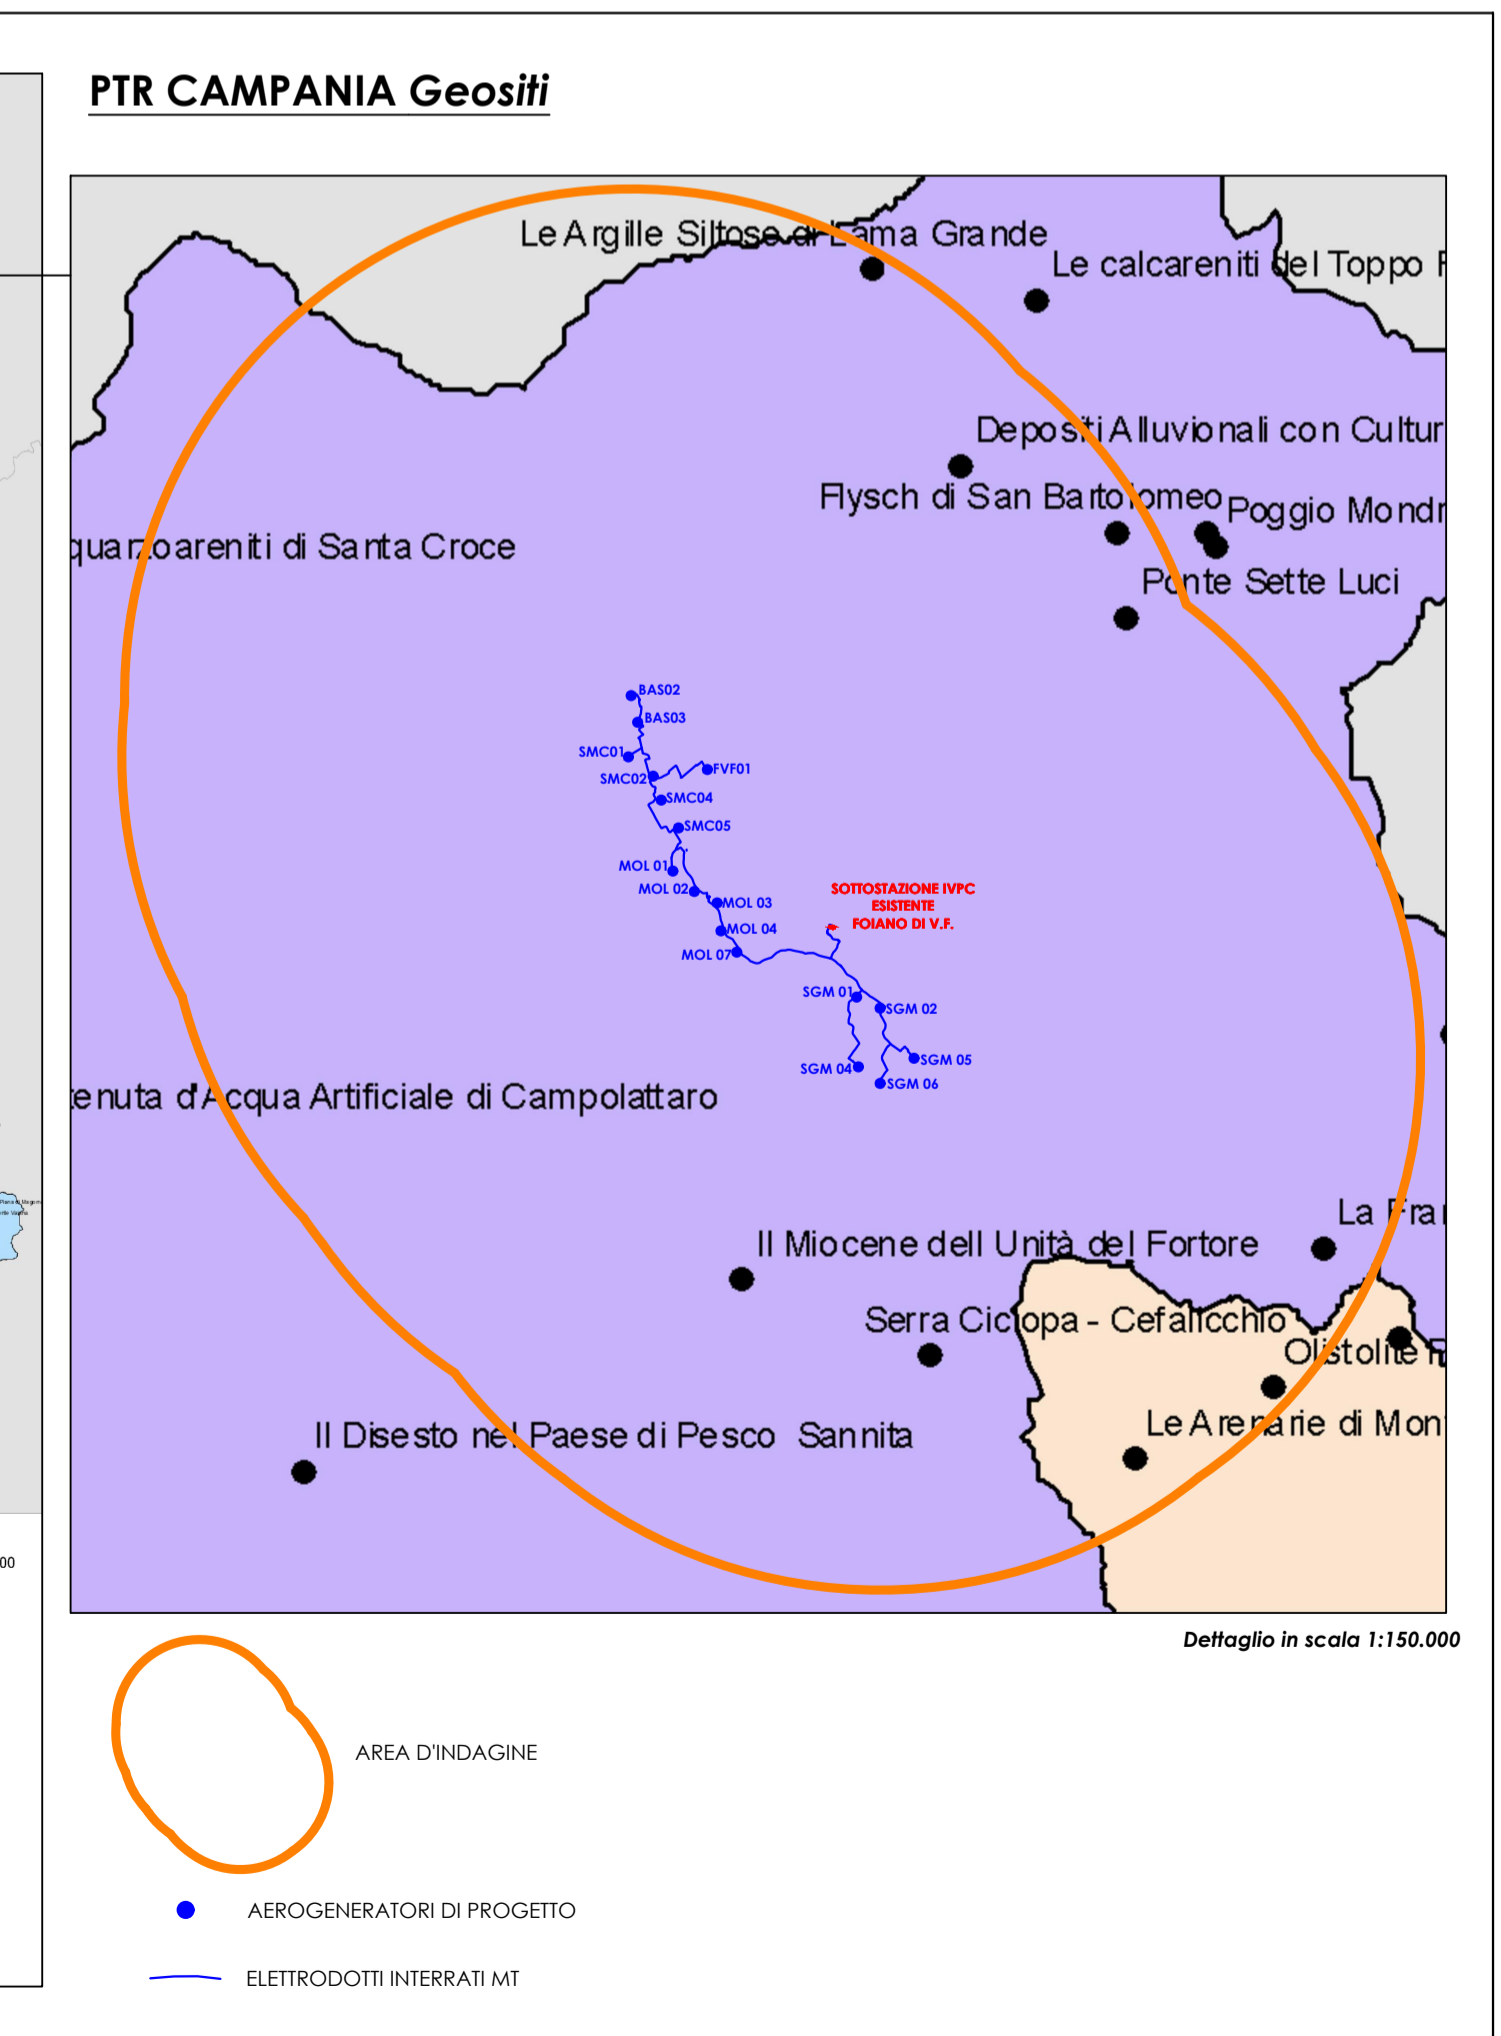 PTR CAMPANIA Geositi
Le Argille Siltose di Lama Grande
Le calcareniti del Toppo F
Depositi Alluvionali con Cultur
Flysch di San Bartolomeo
Poggio Mondr
quarzoareniti di Santa Croce
Ponte Sette Luci
BAS02
BAS03
SMC01
FVF01
SMC02
SMC04
SMC05
MOL 01
MOL 02
MOL 03
MOL 04
MOL 07
SOTTOSTAZIONE IVPC
ESISTENTE
FOIANO DI V.F.
SGM 01
SGM 02
SGM 05
SGM 04
SGM 06
tenuta d'Acqua Artificiale di Campolattaro
La Fra
Il Miocene dell Unità del Fortore
Serra Ciclopa - Cefalicchio
Olistolite
Il Disesto nel Paese di Pesco Sannita
Le Arenarie di Mon
Dettaglio in scala 1:150.000
00
AREA D'INDAGINE
AEROGENERATORI DI PROGETTO
ELETTRODOTTI INTERRATI MT